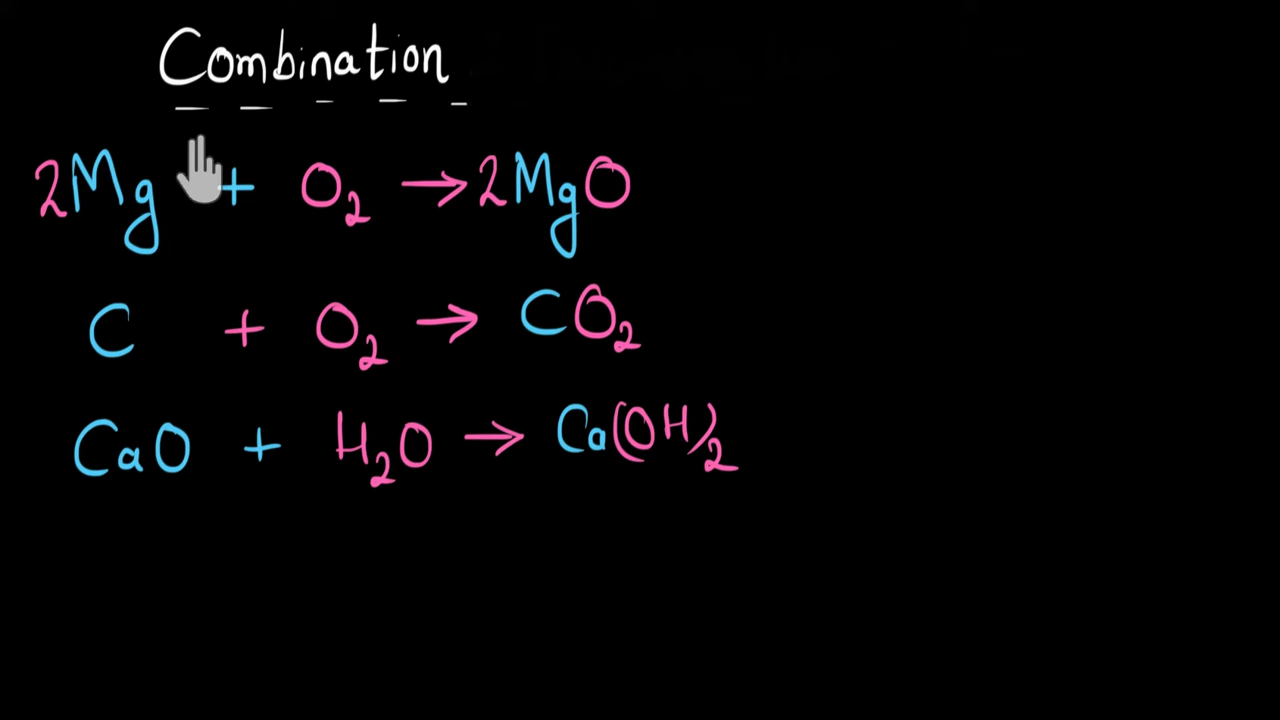 Combination
2Mg + O₂ → 2MgO
C + O₂ → CO₂
CaO + H₂O → Ca(OH)₂